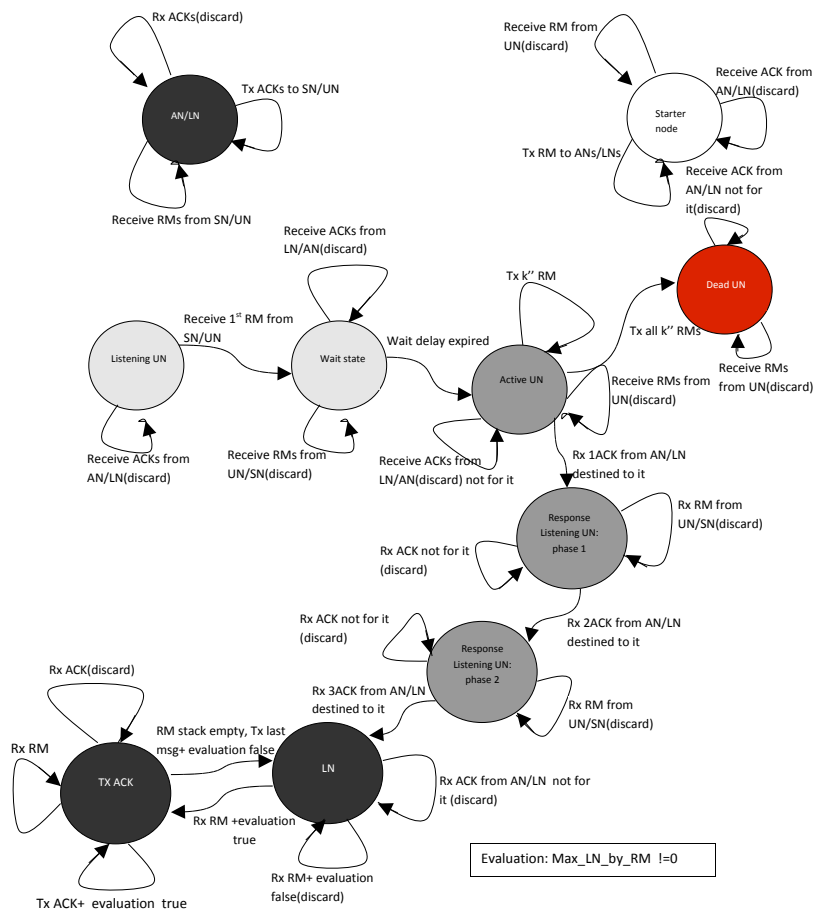 Rx ACKs(discard)
AN/LN
Tx ACKs to SN/UN
Receive RMs from SN/UN
Receive RM from
UN(discard)
Starter
node
Receive ACK from
AN/LN(discard)
Tx RM to ANs/LNs
Receive ACK from
AN/LN not for
it(discard)
Dead UN
Receive RMs
from UN(discard)
Listening UN
Receive 1st RM from
SN/UN
Receive ACKs from
AN/LN(discard)
Receive ACKs from
LN/AN(discard)
Wait state
Receive RMs from
UN/SN(discard)
Wait delay expired
Tx k’’ RM
Active UN
Tx all k’’ RMs
Receive RMs from
UN(discard)
Receive ACKs from
LN/AN(discard) not for it
Rx 1ACK from AN/LN
destined to it
Response
Listening UN:
phase 1
Rx RM from
UN/SN(discard)
Rx ACK not for it
(discard)
Rx 2ACK from AN/LN
destined to it
Rx ACK not for it
(discard)
Response
Listening UN:
phase 2
Rx RM from
UN/SN(discard)
Rx 3ACK from AN/LN
destined to it
Rx ACK(discard)
Rx RM
TX ACK
RM stack empty, Tx last
msg+ evaluation false
LN
Rx RM +evaluation
true
Rx ACK from AN/LN not for
it (discard)
Rx RM+ evaluation
false(discard)
Tx ACK+ evaluation true
Evaluation: Max_LN_by_RM !=0